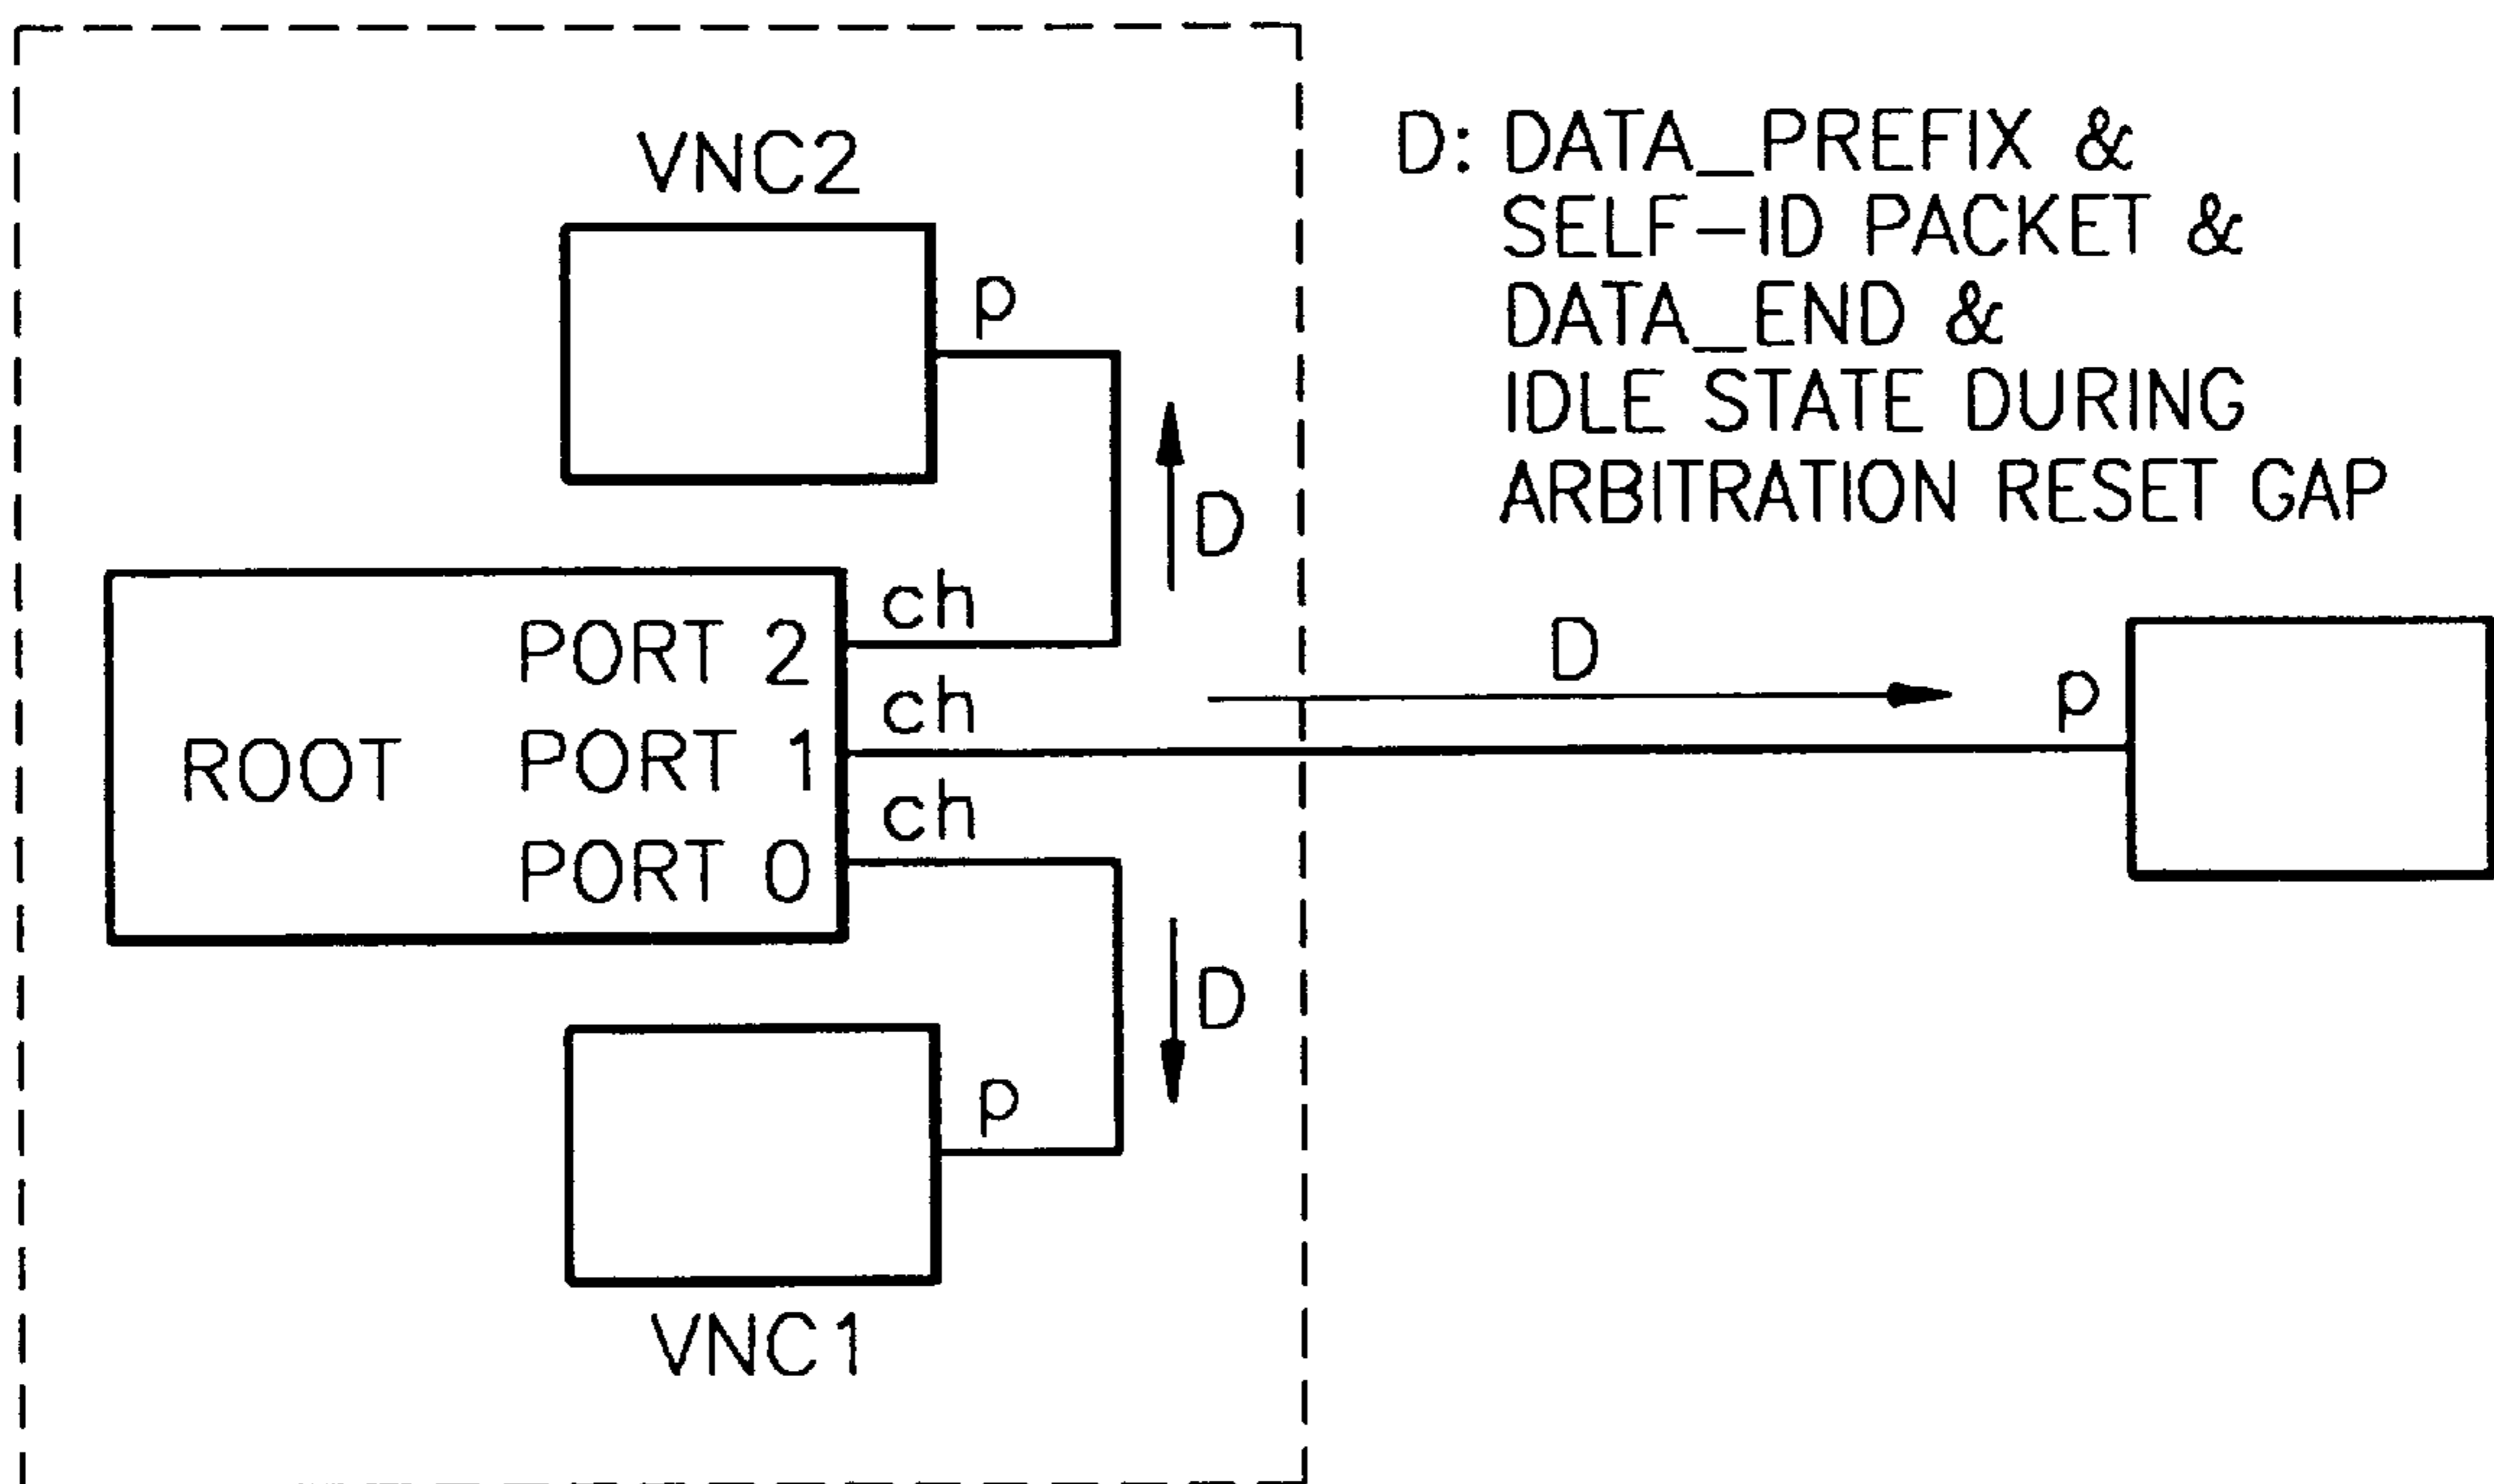 VNC2
D: DATA_PREFIX &
SELF-ID PACKET &
DATA_END &
IDLE STATE DURING
ARBITRATION RESET GAP
p
D
ch
PORT 2
D
p
ch
ROOT
PORT 1
ch
PORT 0
D
p
VNC1